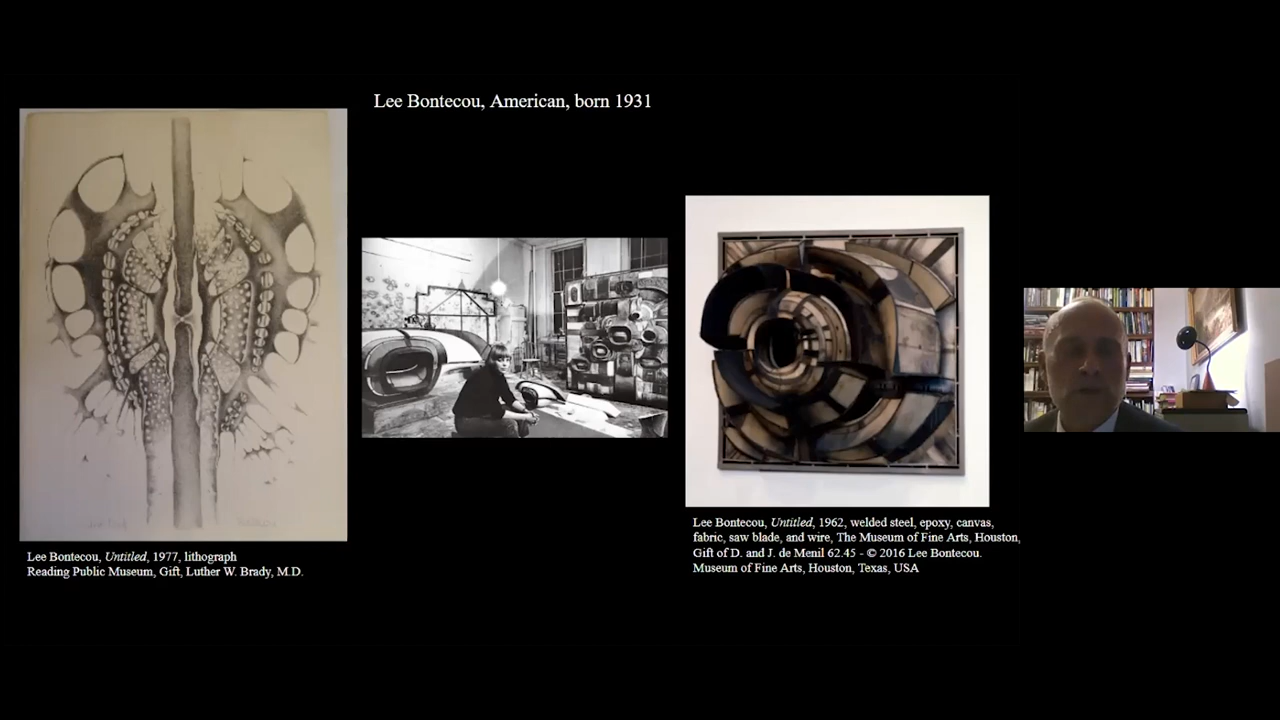 Lee Bontecou, American, born 1931
Lee Bontecou, Untitled, 1977, lithograph
Reading Public Museum, Gift, Luther W. Brady, M.D.
Lee Bontecou, Untitled, 1962, welded steel, epoxy, canvas,
fabric, saw blade, and wire, The Museum of Fine Arts, Houston,
Gift of D. and J. de Menil 62.45 - © 2016 Lee Bontecou.
Museum of Fine Arts, Houston, Texas, USA